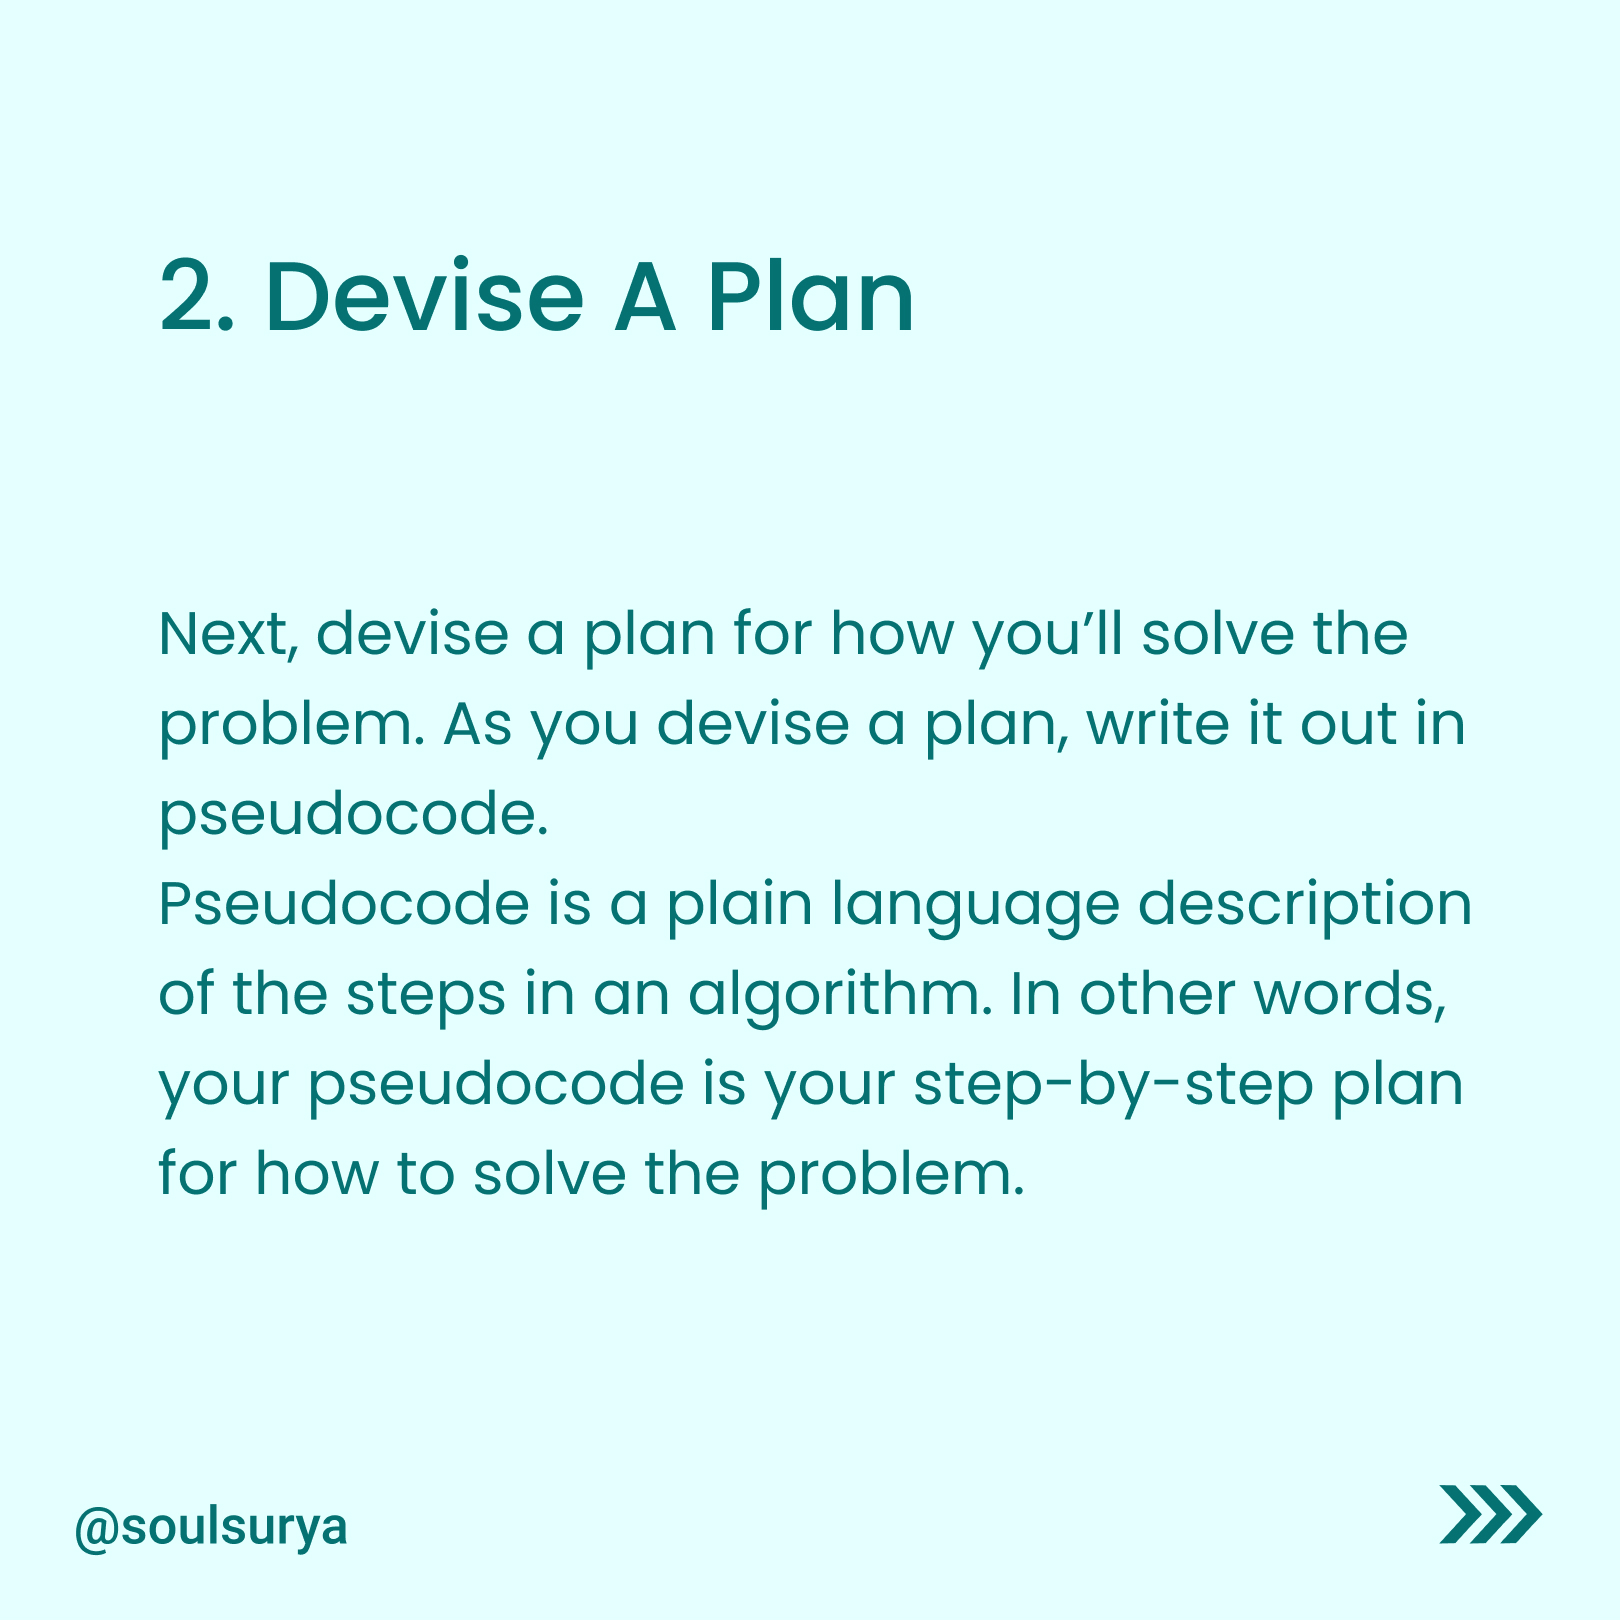 2. Devise A Plan
Next, devise a plan for how you’ll solve the
problem. As you devise a plan, write it out in
pseudocode.
Pseudocode is a plain language description
of the steps in an algorithm. In other words,
your pseudocode is your step-by-step plan
for how to solve the problem.
@soulsurya